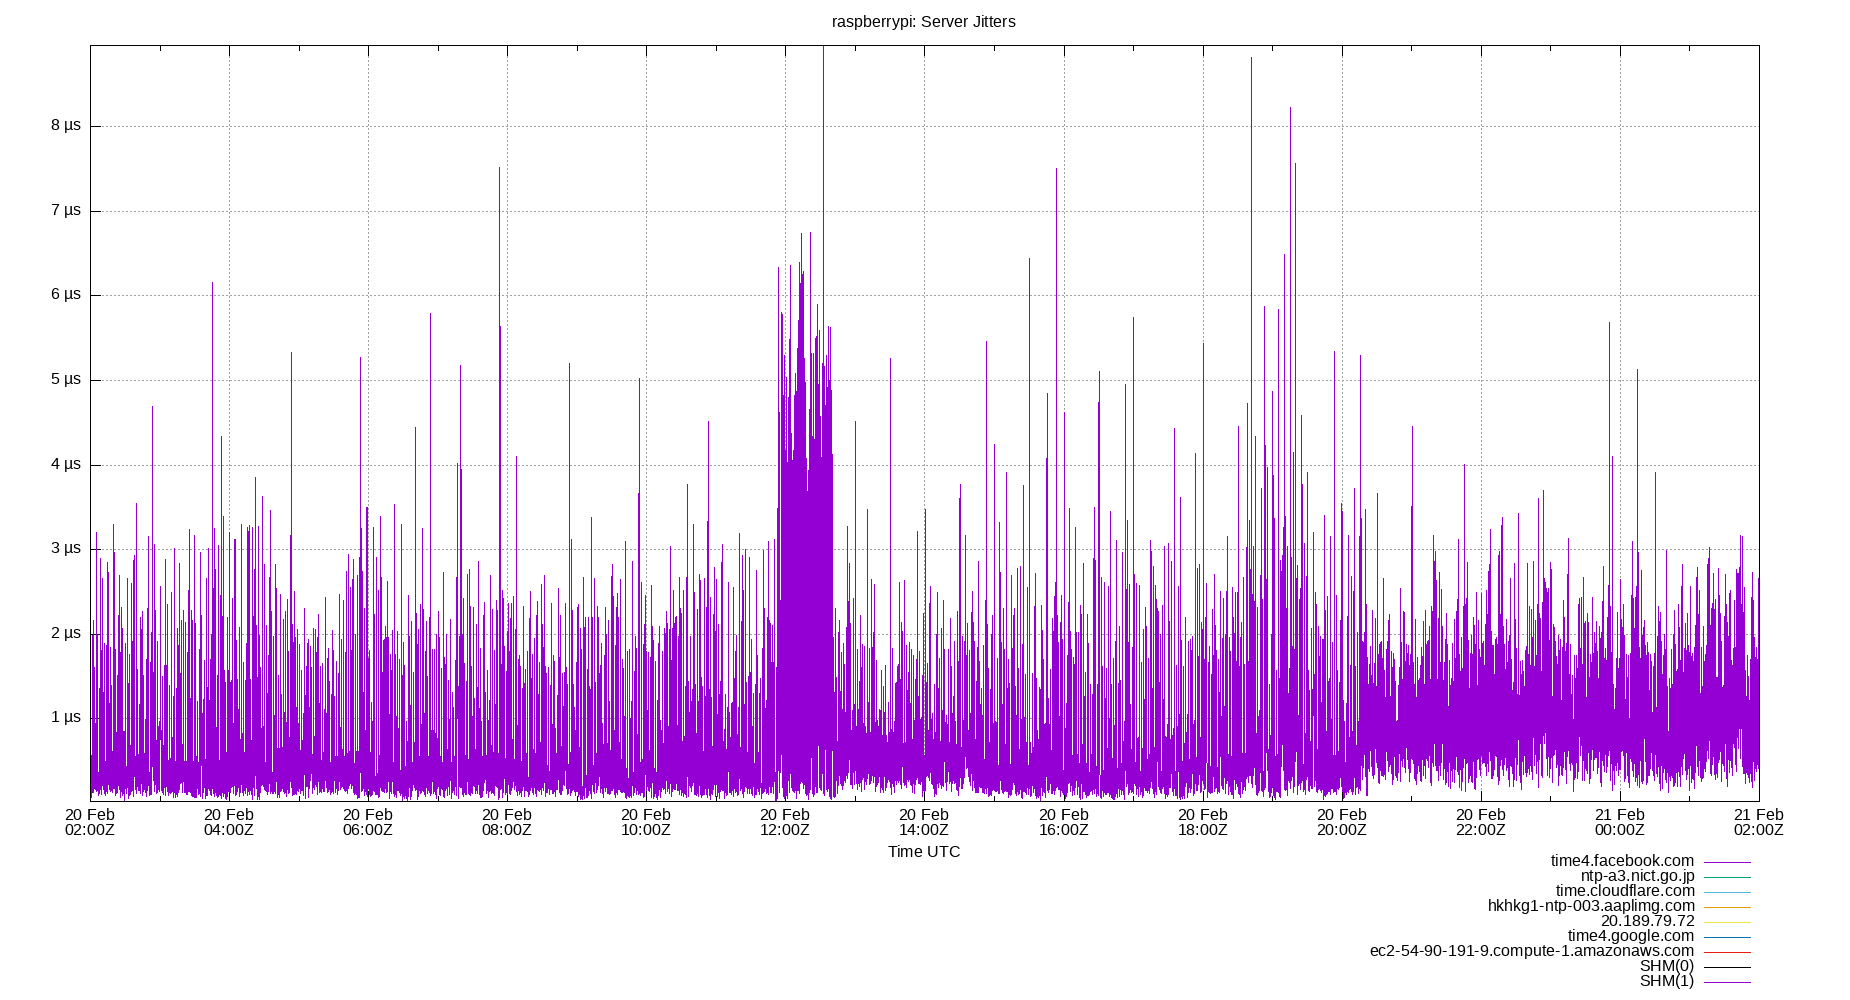 raspberrypi: Server Jitters
8 µs
7 µs
6 µs
5 µs
4 µs
3 µs
2 µs
1 µs
20 Feb 20 Feb 20 Feb 20 Feb 20 Feb 20 Feb 20 Feb 20 Feb 20 Feb 20 Feb 20 Feb 21 Feb 21 Feb
02:00Z 04:00Z 06:00Z 08:00Z 10:00Z 12:00Z 14:00Z 16:00Z 18:00Z 20:00Z 22:00Z 00:00Z 02:00Z
Time UTC
time4.facebook.com
ntp-a3.nict.go.jp
time.cloudflare.com
hkhkg1-ntp-003.aaplimg.com
20.189.79.72
time4.google.com
ec2-54-90-191-9.compute-1.amazonaws.com
SHM(0)
SHM(1)